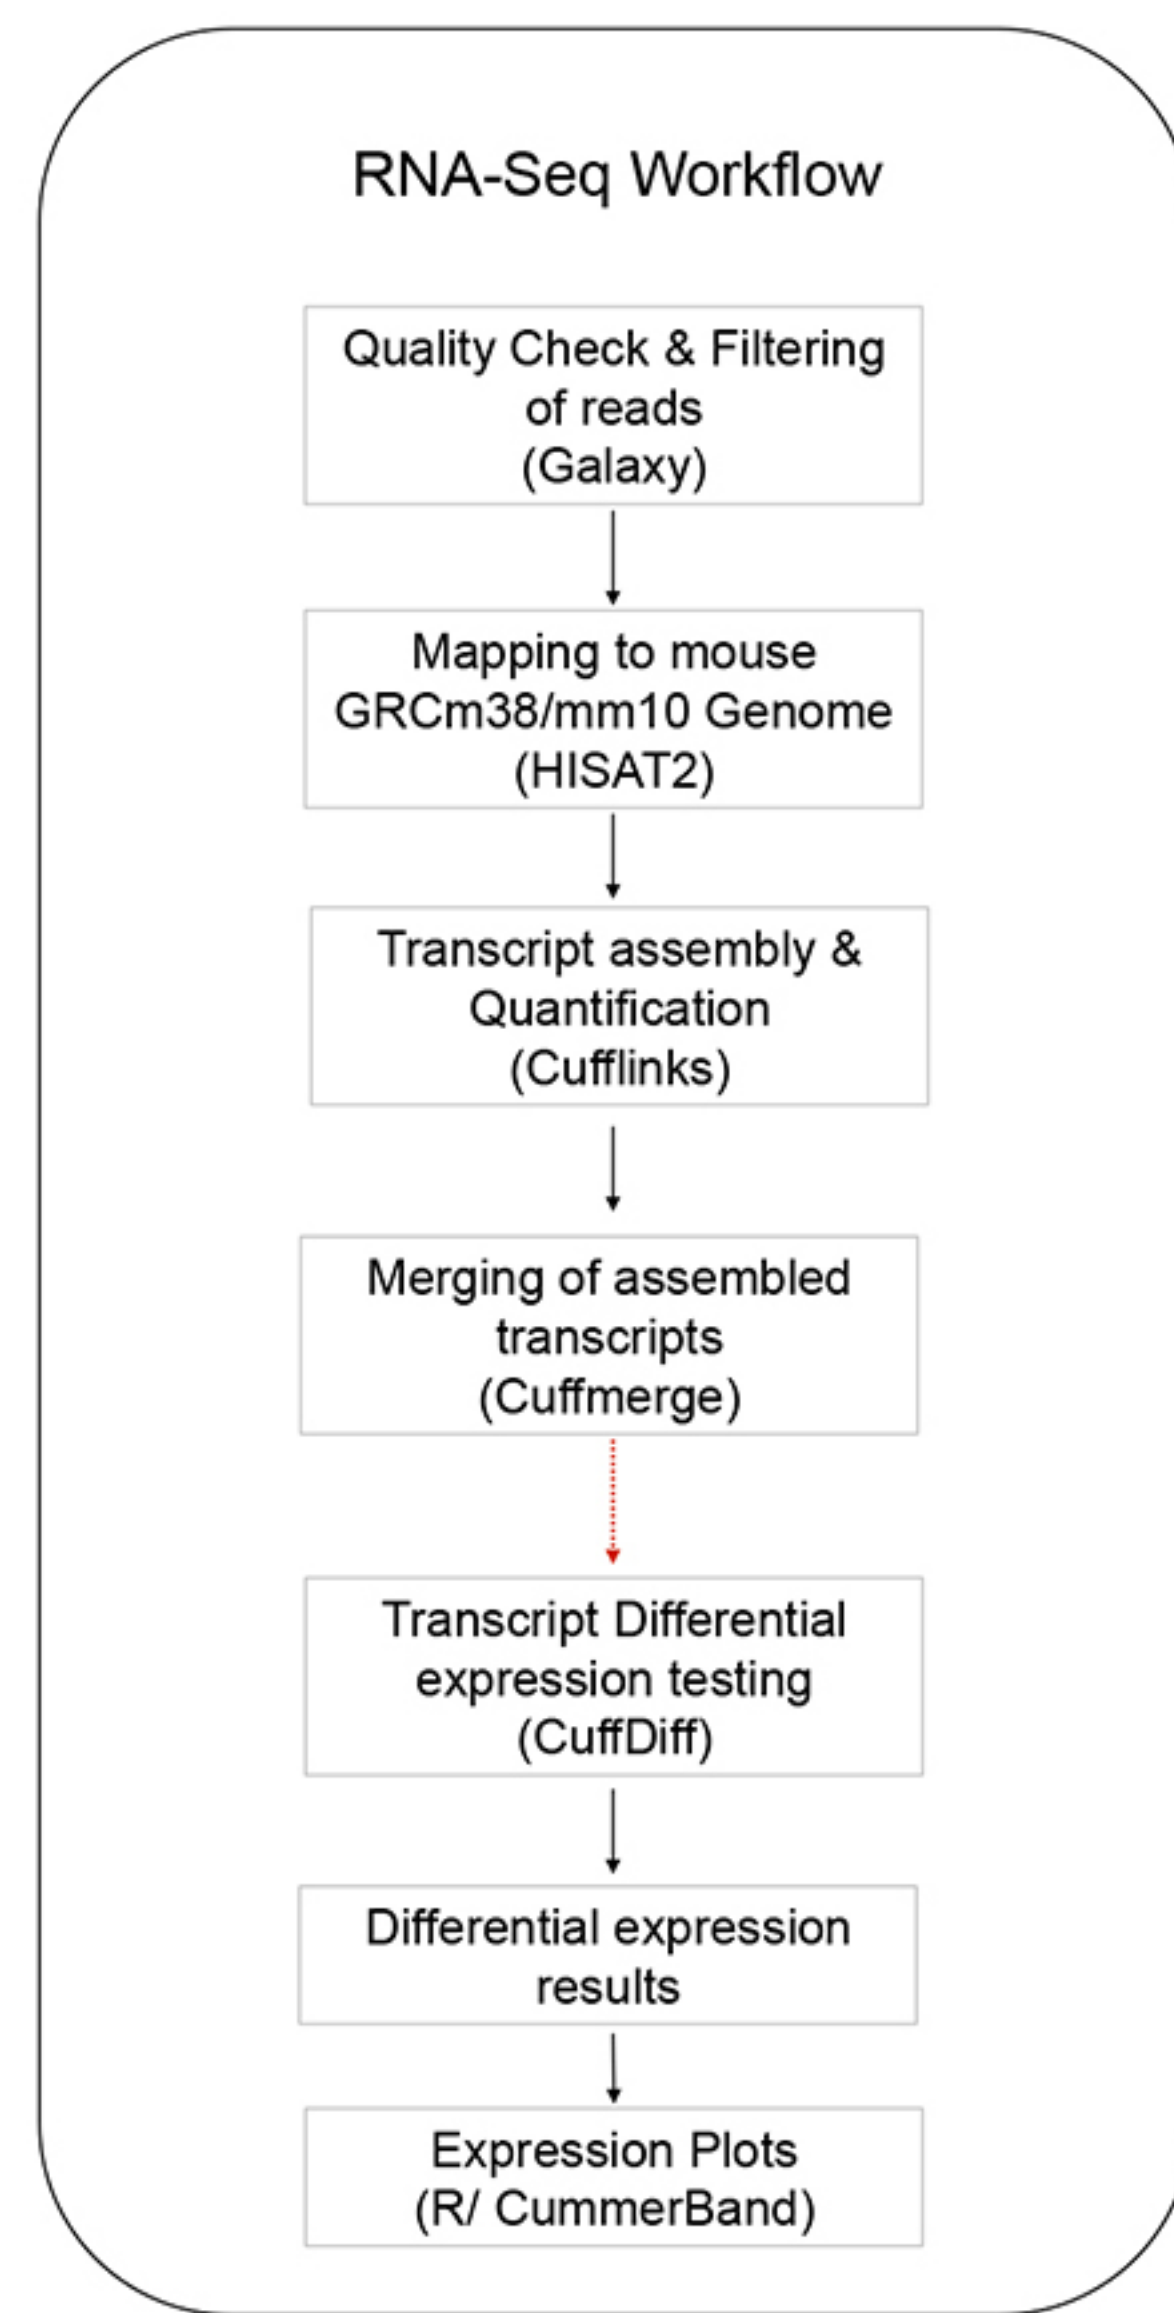 RNA-Seq Workflow
Quality Check & Filtering
of reads
(Galaxy)
Mapping to mouse
GRCm38/mm10 Genome
(HISAT2)
Transcript assembly &
Quantification
(Cufflinks)
Merging of assembled
transcripts
(Cuffmerge)
Transcript Differential
expression testing
(CuffDiff)
Differential expression
results
Expression Plots
(R/ CummerBand)